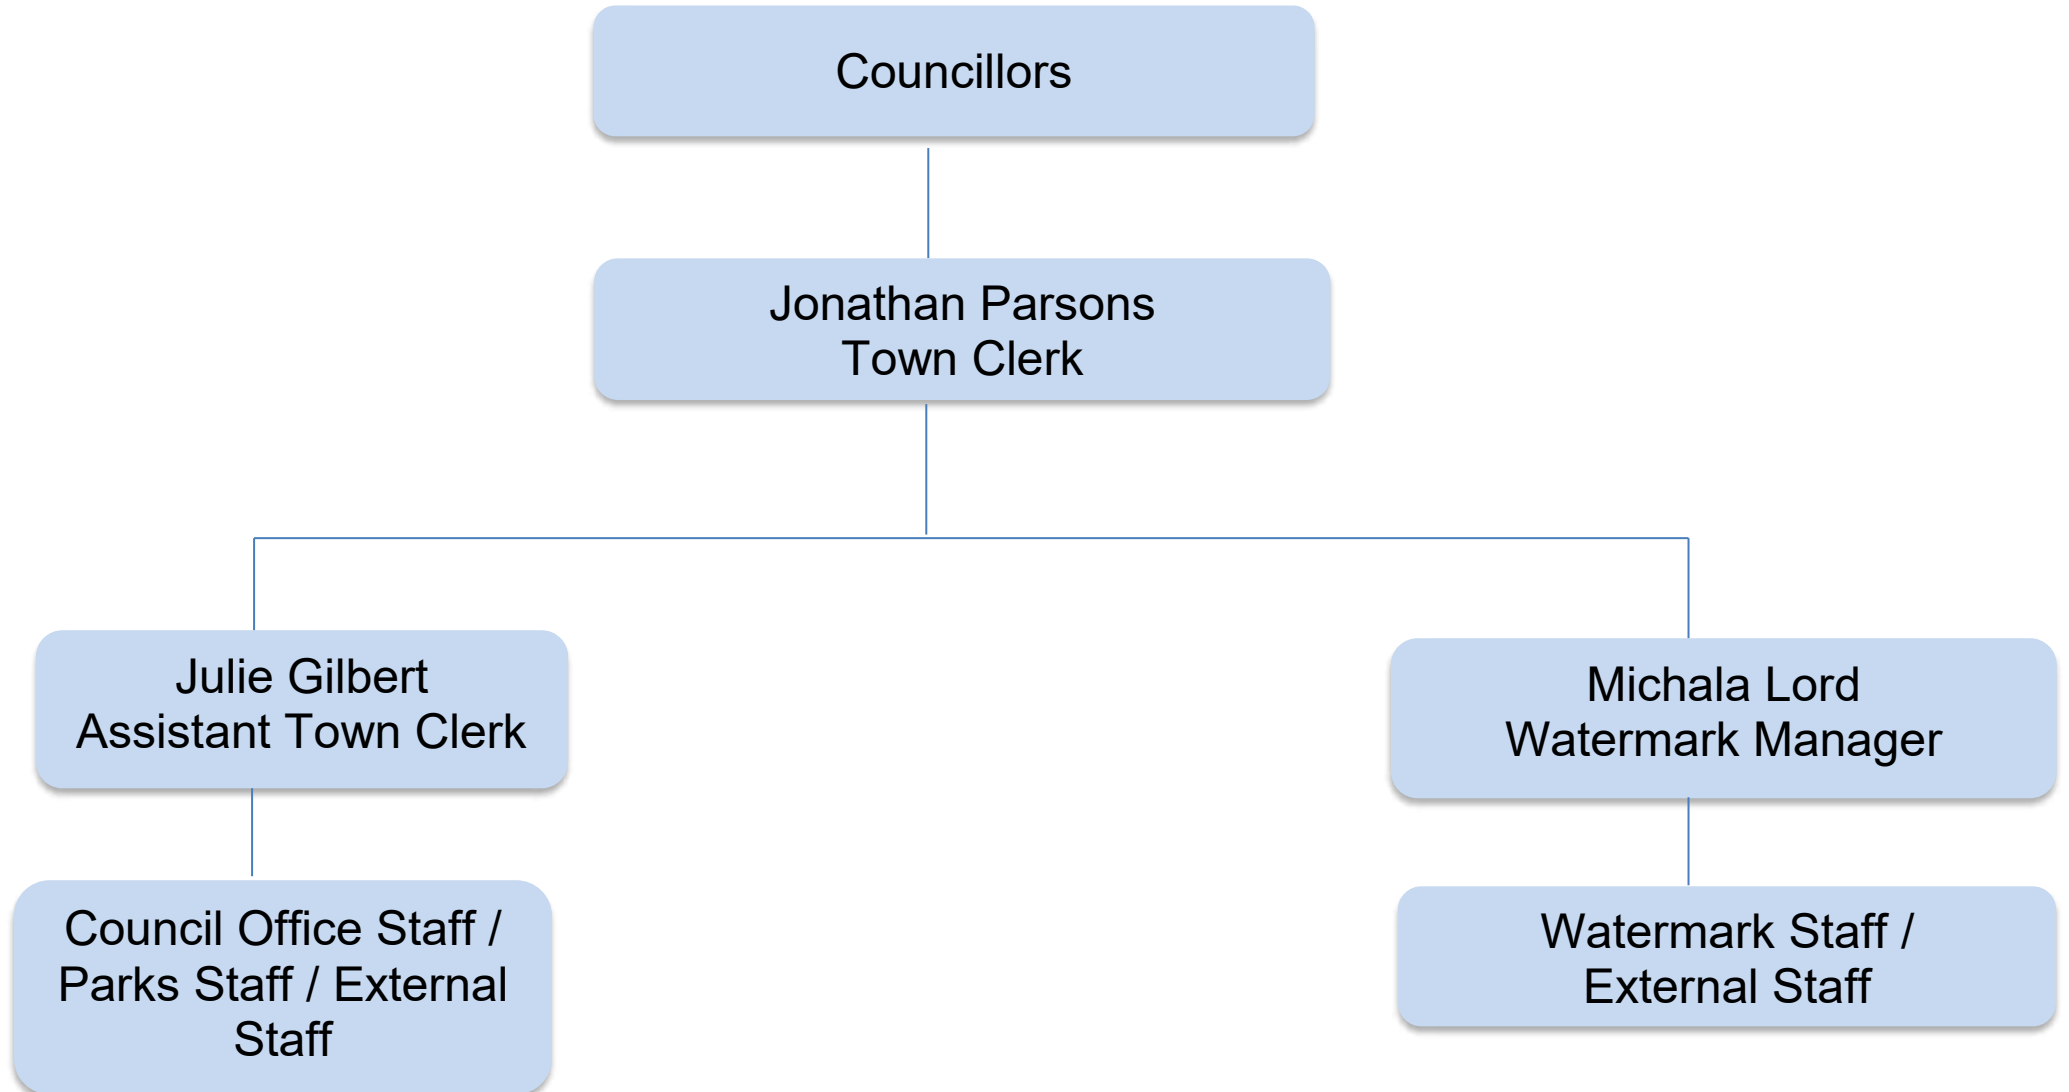 Councillors
Jonathan Parsons
Town Clerk
Julie Gilbert
Assistant Town Clerk
Michala Lord
Watermark Manager
Council Office Staff /
Parks Staff / External
Staff
Watermark Staff /
External Staff